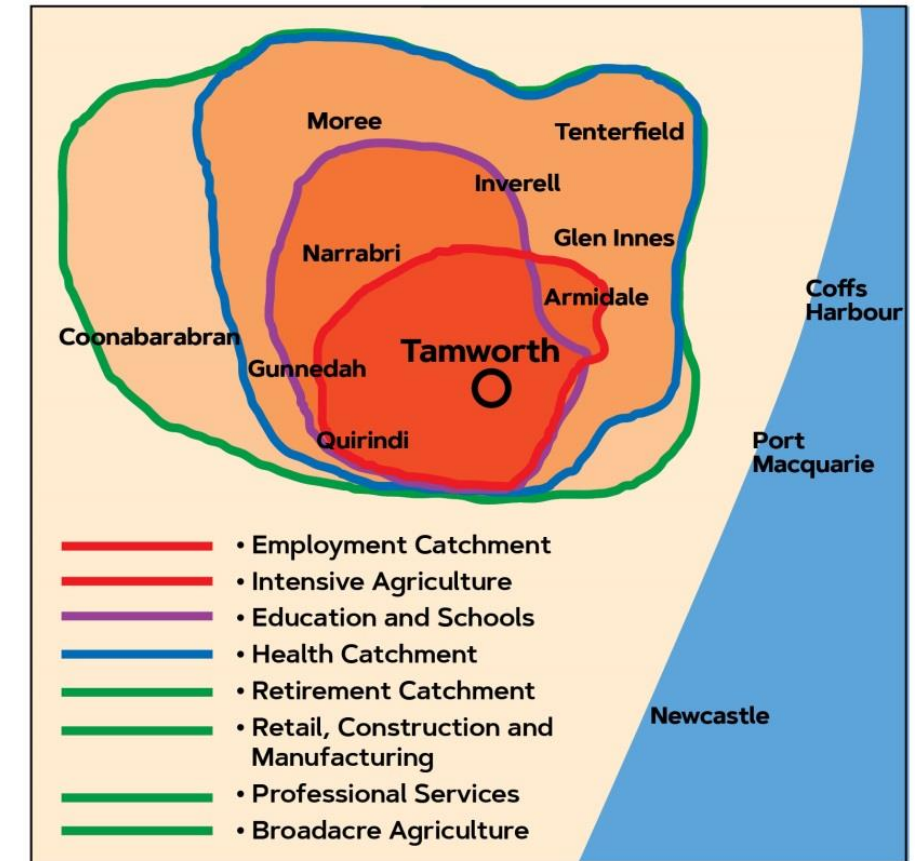 Moree
Tenterfield
Inverell
Glen Innes
Narrabri
Armidale
Coffs
Harbour
Coonabarabran
Tamworth
Gunnedah
Quirindi
Port
Macquarie
• Employment Catchment
• Intensive Agriculture
• Education and Schools
• Health Catchment
• Retirement Catchment
• Retail, Construction and
Manufacturing
Newcastle
• Professional Services
• Broadacre Agriculture